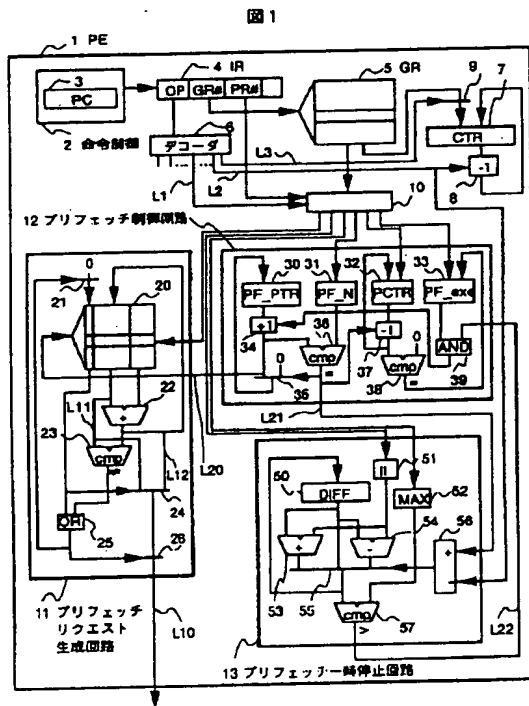 図1
1 PE
3
PC
2 命令制御
4 IR
OP GR# PR#
6
デコーダ
5 GR
9
7
CTR
-1
8
L3
L1
L2
10
12 プリフェッチ制御回路
30
31
32
33
PF_PTR
PF_N
PCTR
PF_exe
+1
34
36
cmp
=
0
35
-1
37
0
cmp
38
=
AND
39
L21
0
21
20
22
+
L11
23
cmp
L12
24
OR
25
26
L20
11 プリフェッチ
リクエスト
生成回路
L10
50
DIFF
51
||
MAX
52
54
56
+
-
+
-
53
55
cmp
57
>
L22
13 プリフェッチ一時停止回路